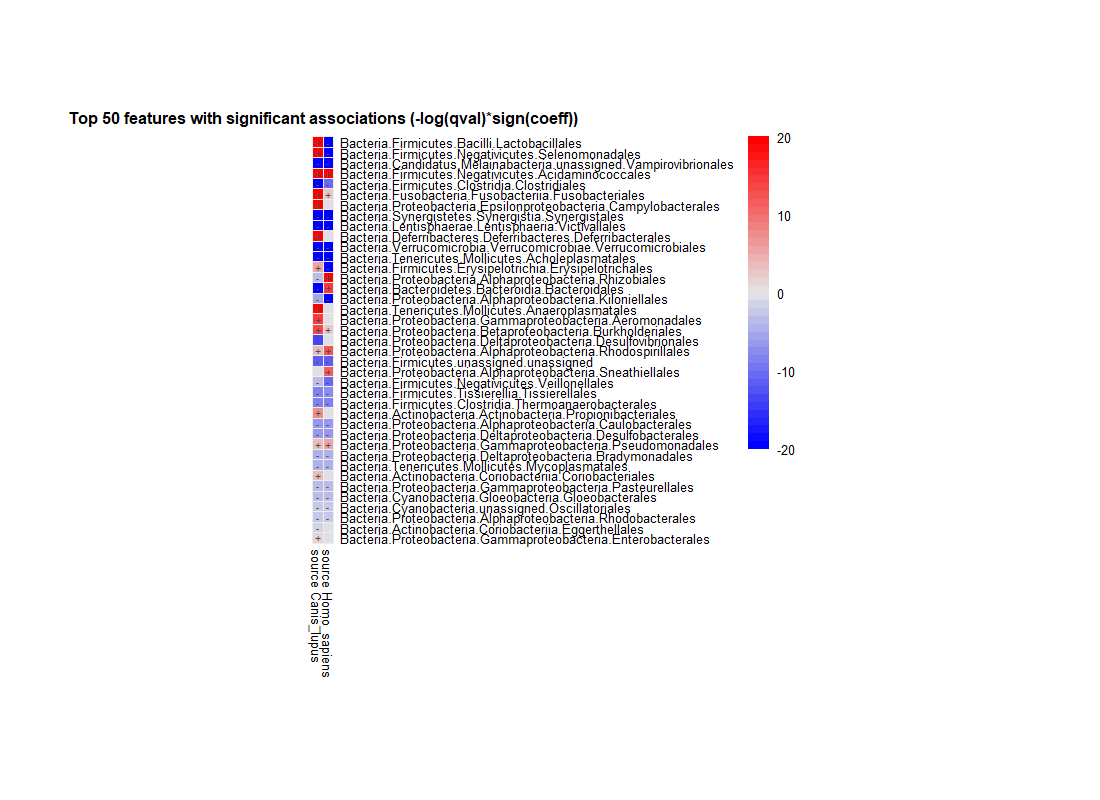 Top 50 features with significant associations (-log(qval)*sign(coeff))
Bacteria.Firmicutes.Bacilli.Lactobacillales
Bacteria.Firmicutes.Negativicutes.Selenomonadales
Bacteria.Candidatus_Melainabacteria.unassigned.Vampirovibrionales
Bacteria.Firmicutes.Negativicutes.Acidaminococcales
Bacteria.Firmicutes.Clostridia.Clostridiales
Bacteria.Fusobacteria.Fusobacteriia.Fusobacteriales
Bacteria.Proteobacteria.Epsilonproteobacteria.Campylobacterales
Bacteria.Synergistetes.Synergistia.Synergistales
Bacteria.Lentisphaerae.Lentisphaeria.Victivallales
Bacteria.Deferribacteres.Deferribacteres.Deferribacterales
Bacteria.Verrucomicrobia.Verrucomicrobiae.Verrucomicrobiales
Bacteria.Tenericutes.Mollicutes.Acholeplasmatales
Bacteria.Firmicutes.Erysipelotrichia.Erysipelotrichales
Bacteria.Proteobacteria.Alphaproteobacteria.Rhizobiales
Bacteria.Bacteroidetes.Bacteroidia.Bacteroidales
Bacteria.Proteobacteria.Alphaproteobacteria.Kiloniellales
Bacteria.Tenericutes.Mollicutes.Anaeroplasmatales
Bacteria.Proteobacteria.Gammaproteobacteria.Aeromonadales
Bacteria.Proteobacteria.Betaproteobacteria.Burkholderiales
Bacteria.Proteobacteria.Deltaproteobacteria.Desulfovibrionales
Bacteria.Proteobacteria.Alphaproteobacteria.Rhodospirillales
Bacteria.Firmicutes.unassigned.unassigned
Bacteria.Proteobacteria.Alphaproteobacteria.Sneathiellales
Bacteria.Firmicutes.Negativicutes.Veillonellales
Bacteria.Firmicutes.Tissierellia.Tissierellales
Bacteria.Firmicutes.Clostridia.Thermoanaerobacterales
Bacteria.Actinobacteria.Actinobacteria.Propionibacteriales
Bacteria.Proteobacteria.Alphaproteobacteria.Caulobacterales
Bacteria.Proteobacteria.Deltaproteobacteria.Desulfobacterales
Bacteria.Proteobacteria.Gammaproteobacteria.Pseudomonadales
Bacteria.Proteobacteria.Deltaproteobacteria.Bradymonadales
Bacteria.Tenericutes.Mollicutes.Mycoplasmatales
Bacteria.Actinobacteria.Coriobacteriia.Coriobacteriales
Bacteria.Proteobacteria.Gammaproteobacteria.Pasteurellales
Bacteria.Cyanobacteria.Gloeobacteria.Gloeobacterales
Bacteria.Cyanobacteria.unassigned.Oscillatoriales
Bacteria.Proteobacteria.Alphaproteobacteria.Rhodobacterales
Bacteria.Actinobacteria.Coriobacteriia.Eggerthellales
Bacteria.Proteobacteria.Gammaproteobacteria.Enterobacterales
source Canis_lupus
source Homo_sapiens
20
10
0
-10
-20